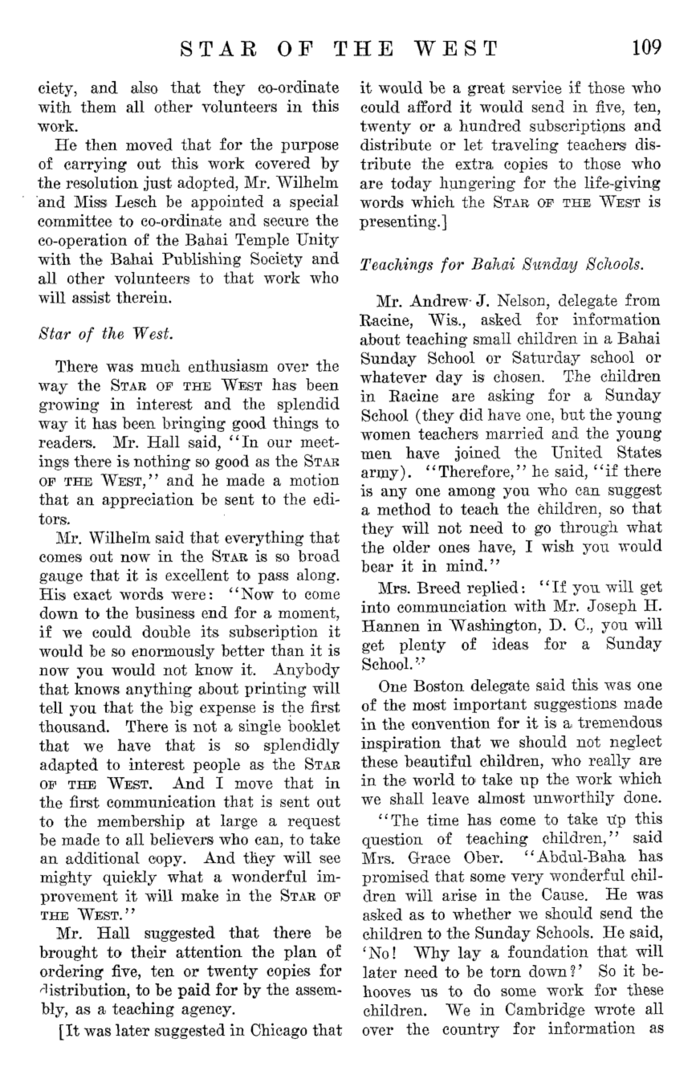 STAR OF THE WEST 109
ciety, and also that they co-ordinate
with them all other volunteers in this
work.
He then moved that for the purpose
of carrying out this work covered by
the resolution just adopted, Mr. Wilhelm
and Miss Lesch be appointed a special
committee to co-ordinate and secure the
co-operation of the Bahai Temple Unity
with the Bahai Publishing Society and
all other volunteers to that work who
will assist therein.
Star of the West.
There was much enthusiasm over the
way the STAR OF THE WEST has been
growing in interest and the splendid
way it has been bringing good things to
readers. Mr. Hall said, "In our meet-
ings there is nothing so good as the STAR
OF THE WEST," and he made a motion
that an appreciation be sent to the edi-
tors.
Mr. Wilhelm said that everything that
comes out now in the STAR is so broad
gauge that it is excellent to pass along.
His exact words were: "Now to come
down to the business end for a moment,
if we could double its subscription it
would be so enormously better than it is
now you would not know it. Anybody
that knows anything about printing will
tell you that the big expense is the first
thousand. There is not a single booklet
that we have that is so splendidly
adapted to interest people as the STAR
OF THE WEST. And I move that in
the first communication that is sent out
to the membership at large a request
be made to all believers who can, to take
an additional copy. And they will see
mighty quickly what a wonderful im-
provement it will make in the STAR OF
THE WEST."
Mr. Hall suggested that there be
brought to their attention the plan of
ordering five, ten or twenty copies for
distribution, to be paid for by the assem-
bly, as a teaching agency.
[It was later suggested in Chicago that
it would be a great service if those who
could afford it would send in five, ten,
twenty or a hundred subscriptions and
distribute or let traveling teachers dis-
tribute the extra copies to those who
are today hungering for the life-giving
words which the STAR OF THE WEST is
presenting.]
Teachings for Bahai Sunday Schools.
Mr. Andrew J. Nelson, delegate from
Racine, Wis., asked for information
about teaching small children in a Bahai
Sunday School or Saturday school or
whatever day is chosen. The children
in Racine are asking for a Sunday
School (they did have one, but the young
women teachers married and the young
men have joined the United States
army). "Therefore," he said, "if there
is any one among you who can suggest
a method to teach the children, so that
they will not need to go through what
the older ones have, I wish you would
bear it in mind."
Mrs. Breed replied: "If you will get
into communciation with Mr. Joseph H.
Hannen in Washington, D. C., you will
get plenty of ideas for a Sunday
School."
One Boston delegate said this was one
of the most important suggestions made
in the convention for it is a tremendous
inspiration that we should not neglect
these beautiful children, who really are
in the world to take up the work which
we shall leave almost unworthily done.
"The time has come to take up this
question of teaching children," said
Mrs. Grace Ober. "Abdul-Baha has
promised that some very wonderful chil-
dren will arise in the Cause. He was
asked as to whether we should send the
children to the Sunday Schools. He said,
'No! Why lay a foundation that will
later need to be torn down?' So it be-
hooves us to do some work for these
children. We in Cambridge wrote all
over the country for information as